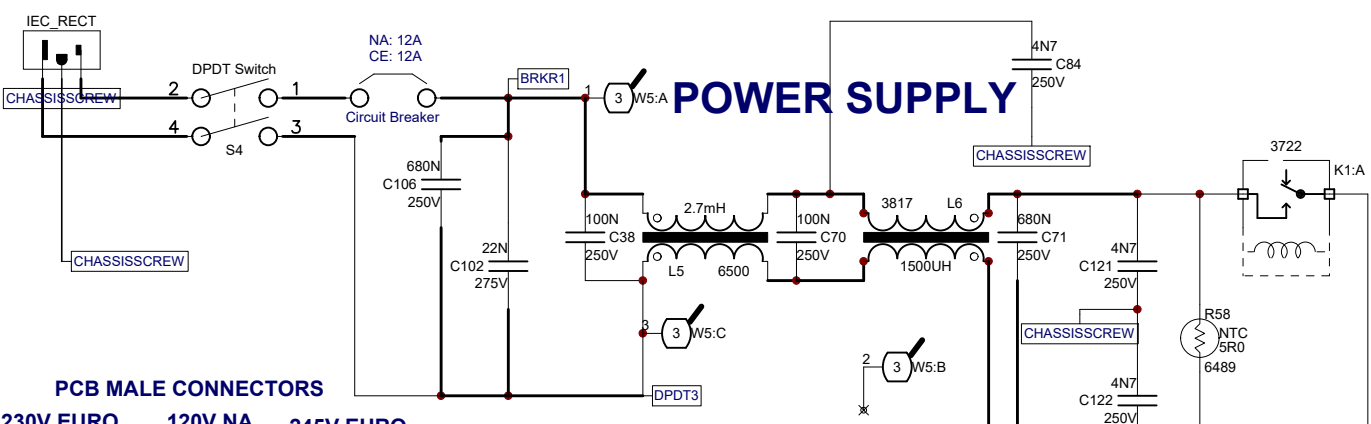 IEC_RECT
NA: 12A
CE: 12A
DPDT Switch
CHASSISSCREW
2
1
4
3
S4
Circuit Breaker
BRKR1
1
3
W5:A
POWER SUPPLY
4N7
C84
250V
CHASSISSCREW
3722
K1:A
680N
C106
250V
22N
C102
275V
100N
C38
250V
2.7mH
L5
6500
100N
C70
250V
3817
L6
1500UH
680N
C71
250V
4N7
C121
250V
CHASSISSCREW
CHASSISSCREW
R58
NTC
5R0
6489
3
3
W5:C
2
3
W5:B
4N7
C122
250V
DPDT3
PCB MALE CONNECTORS
230V EURO
120V NA
245V EURO